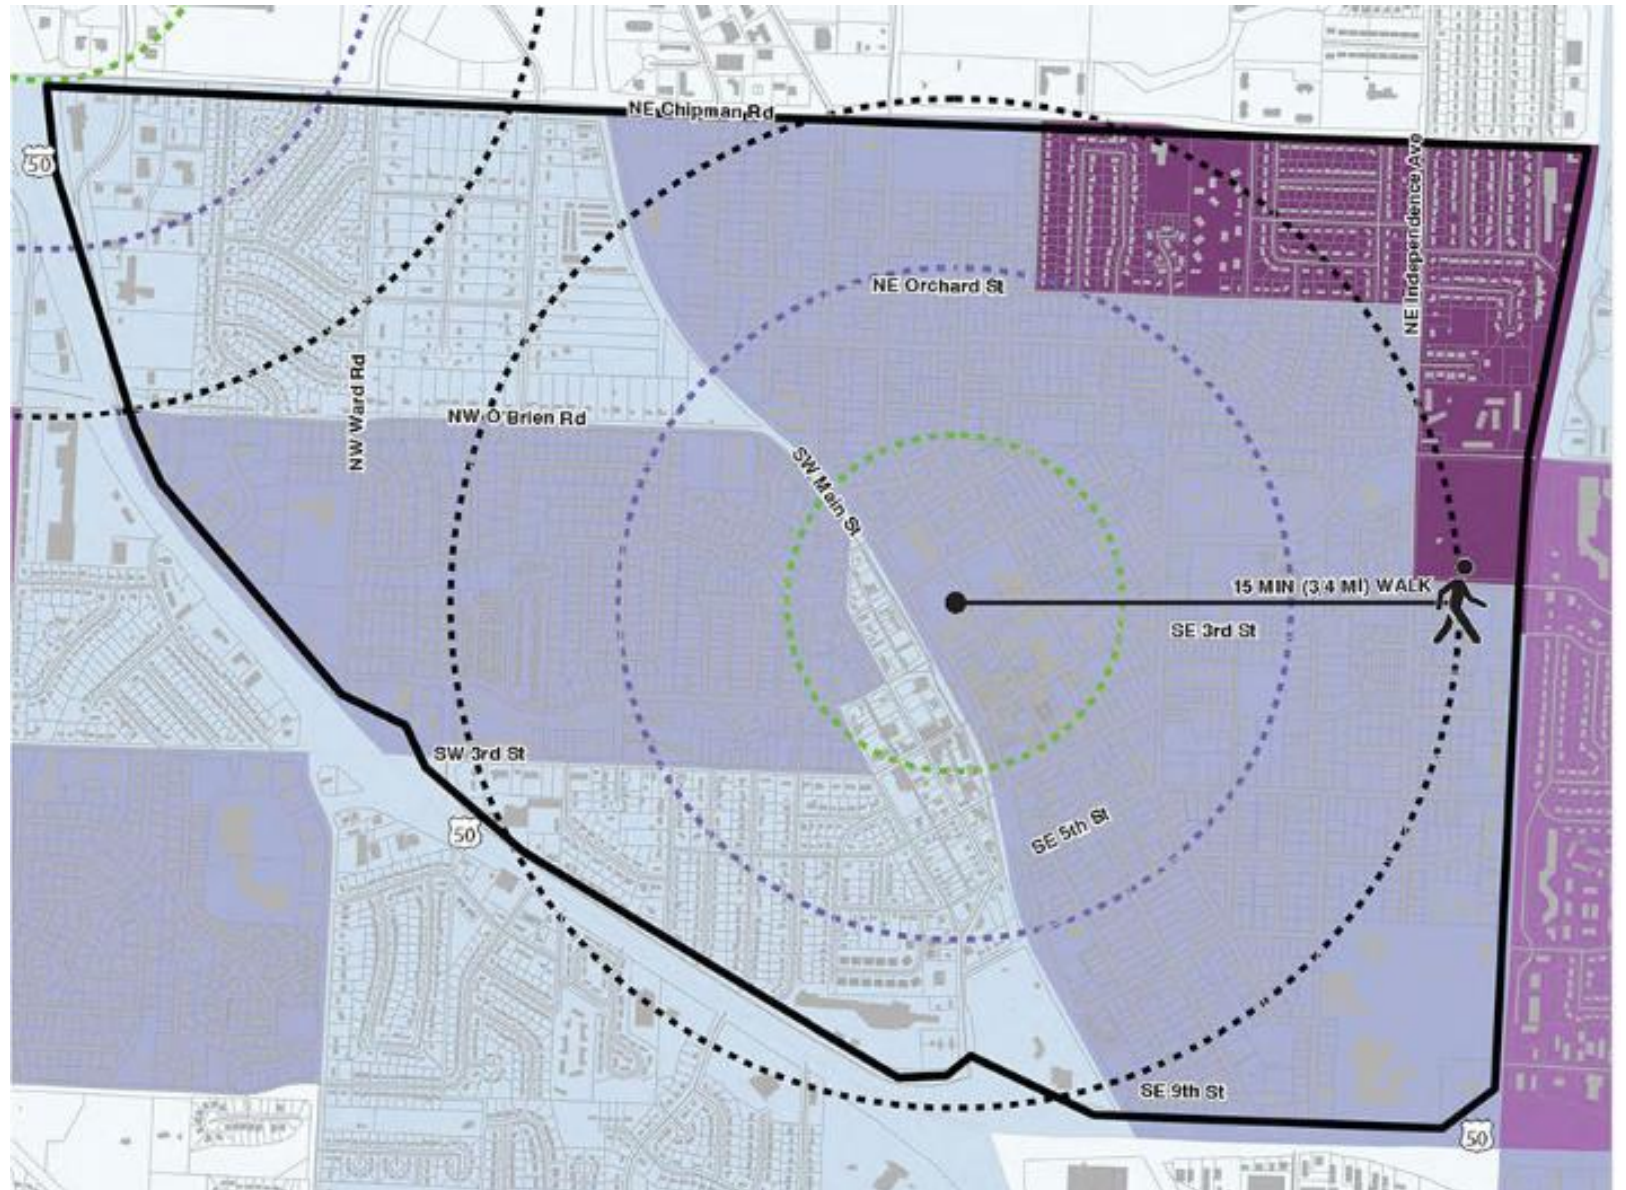 NE Chipman Rd
50
NE Independence Ave
NE Orchard St
NW Ward Rd
NW O'Brien Rd
SW Main St
15 MIN (3/4 MI) WALK
SE 3rd St
SW 3rd St
50
SE 5th St
SE 9th St
50